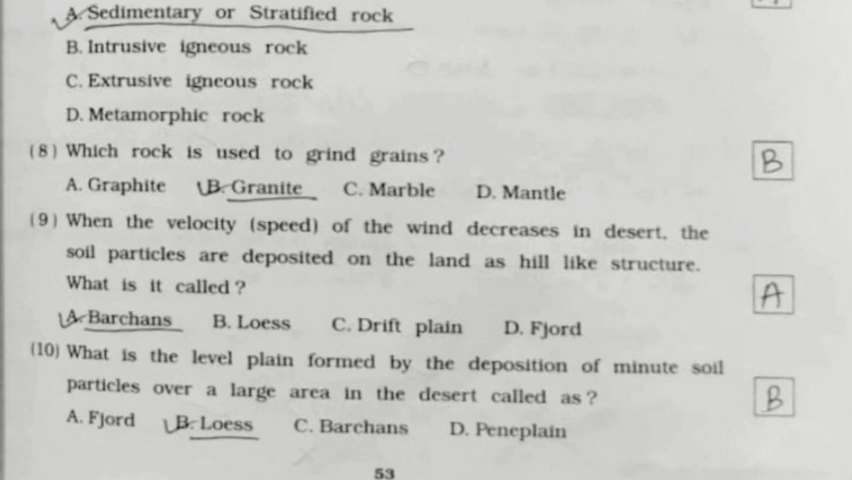 A. Sedimentary or Stratified rock
B. Intrusive igneous rock
C. Extrusive igneous rock
D. Metamorphic rock
(8) Which rock is used to grind grains ? B
A. Graphite B. Granite C. Marble D. Mantle
(9) When the velocity (speed) of the wind decreases in desert, the
soil particles are deposited on the land as hill like structure.
What is it called ? A
A. Barchans B. Loess C. Drift plain D. Fjord
(10) What is the level plain formed by the deposition of minute soil
particles over a large area in the desert called as ? B
A. Fjord B. Loess C. Barchans D. Peneplain
53